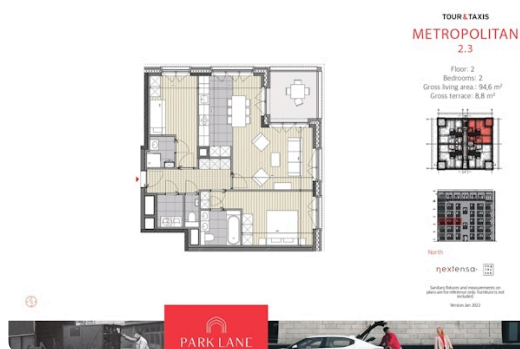 TOUR&TAXIS
METROPOLITAN
2.3
Floor: 2
Bedrooms: 2
Gross living area : 94,6 m²
Gross terrace: 8,8 m²
North
nextensa
Sanitary fixtures and measurements on
plans are for reference only. Furniture is not
included.
Version: Jan 2022
PARK LANE